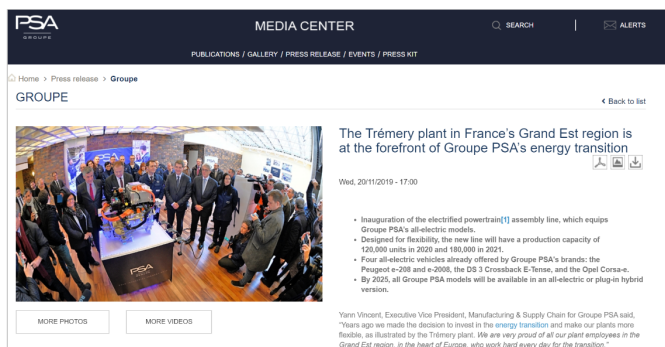 PSA
GROUPE
MEDIA CENTER
SEARCH
ALERTS
PUBLICATIONS / GALLERY / PRESS RELEASE / EVENTS / PRESS KIT
Home > Press release > Groupe
GROUPE
Back to list
The Trémery plant in France's Grand Est region is
at the forefront of Groupe PSA's energy transition
Wed, 20/11/2019 - 17:00
• Inauguration of the electrified powertrain[1] assembly line, which equips
Groupe PSA's all-electric models.
• Designed for flexibility, the new line will have a production capacity of
120,000 units in 2020 and 180,000 in 2021.
• Four all-electric vehicles already offered by Groupe PSA's brands: the
Peugeot e-208 and e-2008, the DS 3 Crossback E-Tense, and the Opel Corsa-e.
• By 2025, all Groupe PSA models will be available in an all-electric or plug-in hybrid
version.
PSA
PSA
MORE PHOTOS
MORE VIDEOS
Yann Vincent, Executive Vice President, Manufacturing & Supply Chain for Groupe PSA said,
"Years ago we made the decision to invest in the energy transition and make our plants more
flexible, as illustrated by the Trémery plant. We are very proud of all our plant employees in the
Grand Est region, in the heart of Europe, who work hard every day for the transition."